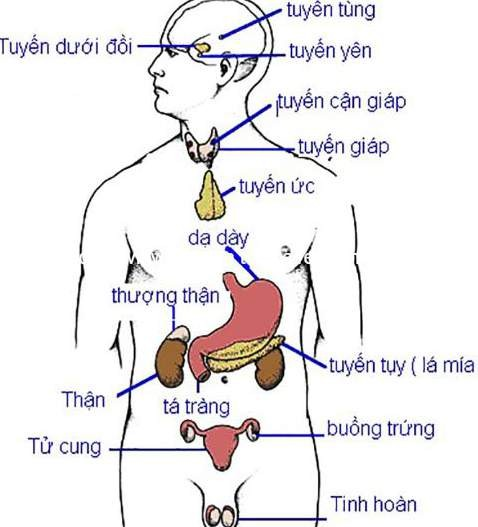 tuyến tùng
Tuyến dưới đồi
tuyến yên
tuyến cận giáp
tuyến giáp
tuyến ức
dạ dày
thượng thận
tuyến tụy ( lá mía
Thận
tá tràng
buồng trứng
Tử cung
Tinh hoàn